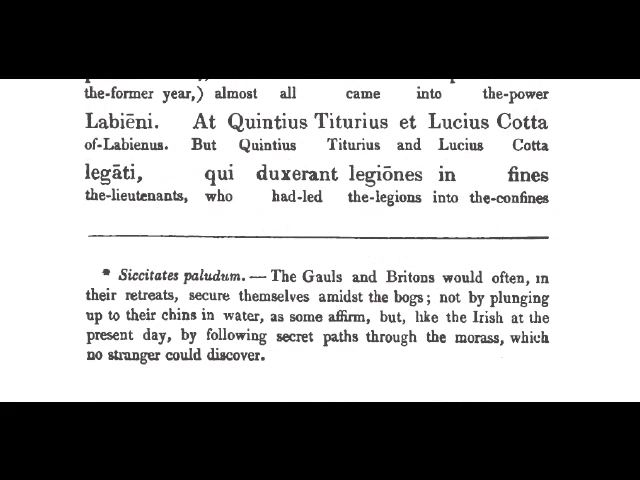 the-former year,) almost all came into the-power
Labiēni. At Quintius Titurius et Lucius Cotta
of-Labienus. But Quintius Titurius and Lucius Cotta
legāti, qui duxerant legiōnes in fines
the-lieutenants, who had-led the-legions into the-confines
* Siccitates paludum. — The Gauls and Britons would often, in
their retreats, secure themselves amidst the bogs; not by plunging
up to their chins in water, as some affirm, but, like the Irish at the
present day, by following secret paths through the morass, which
no stranger could discover.